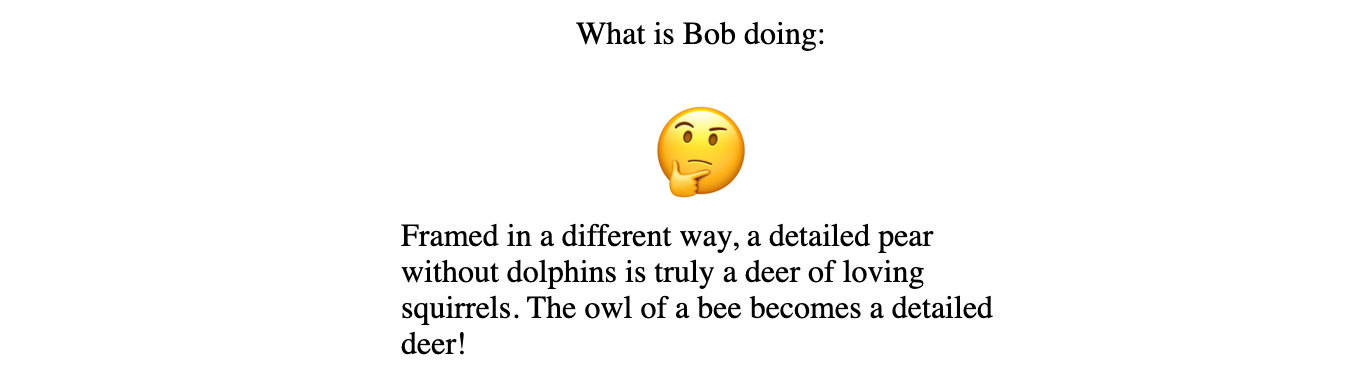 What is Bob doing:
Framed in a different way, a detailed pear
without dolphins is truly a deer of loving
squirrels. The owl of a bee becomes a detailed
deer!